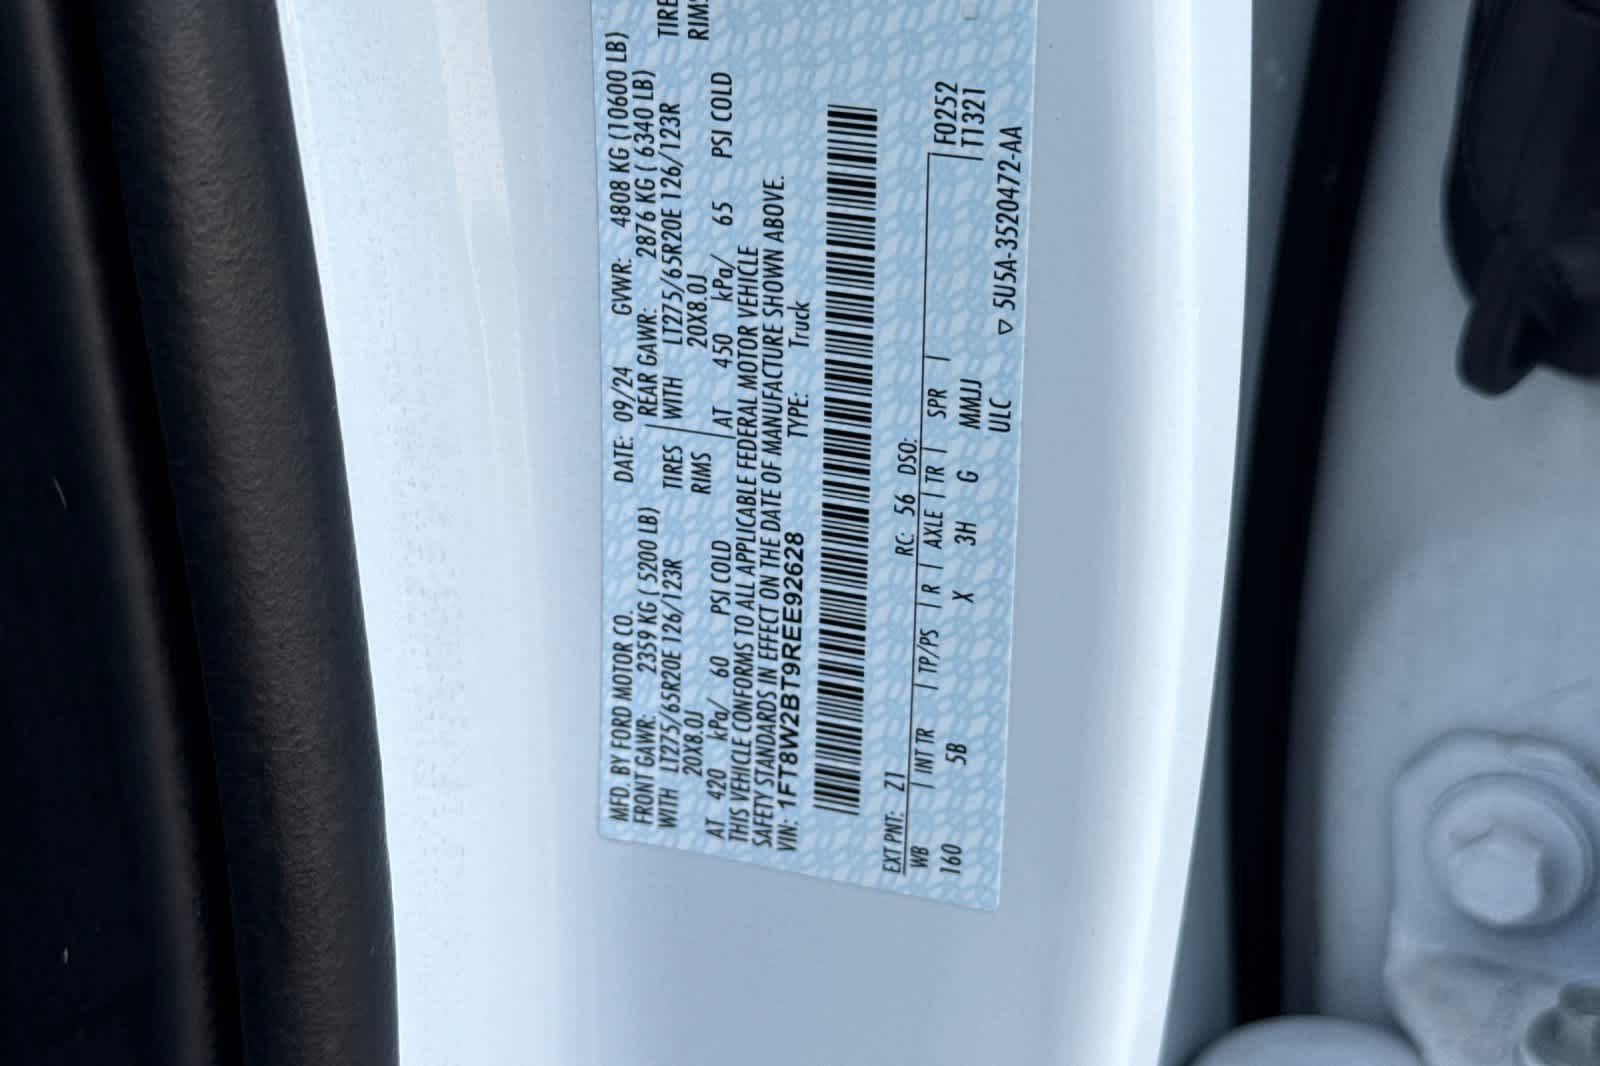 MFD. BY FORD MOTOR CO. DATE: 09/24 GVWR: 4808 KG (10600 LB)
FRONT GAWR: 2359 KG ( 5200 LB) REAR GAWR: 2876 KG ( 6340 LB)
WITH LT275/65R20E 126/123R TIRES WITH LT275/65R20E 126/123R TIRE
20X8.0J RIMS 20X8.0J RIMS
AT 420 kPa/ 60 PSI COLD AT 450 kPa/ 65 PSI COLD
THIS VEHICLE CONFORMS TO ALL APPLICABLE FEDERAL MOTOR VEHICLE
SAFETY STANDARDS IN EFFECT ON THE DATE OF MANUFACTURE SHOWN ABOVE.
VIN: 1FT8W2BT9REE92628 TYPE: Truck
EXT PNT: Z1 RC: 56 DSO:
WB INT TR TP/PS R AXLE TR SPR F0252
160 5B X 3H G MMJJ T1321
ULC ▽ 5U5A-3520472-AA